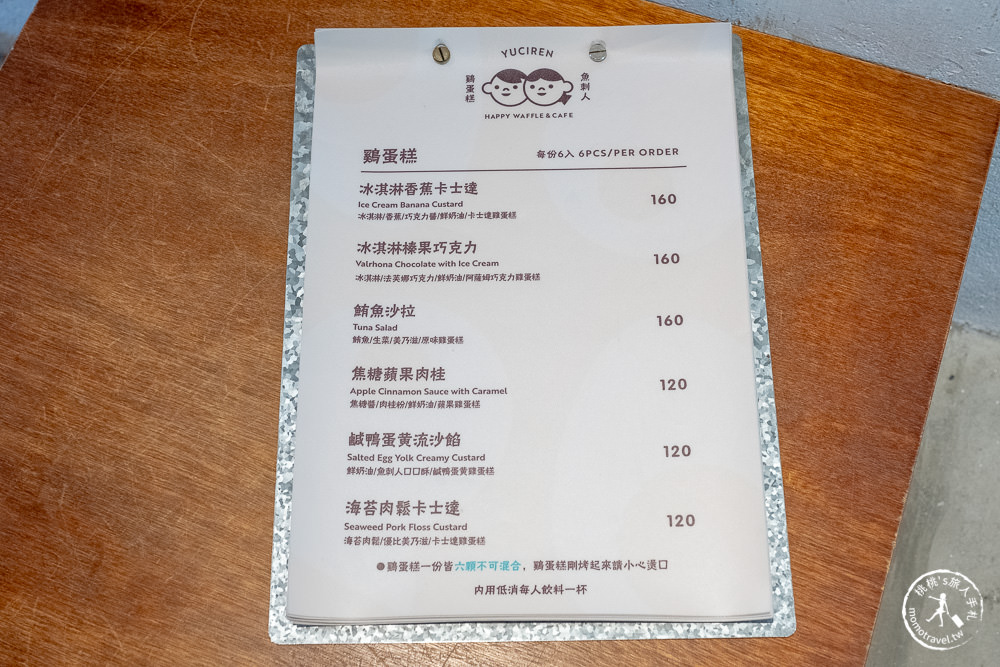 YUCIREN
鷄蛋糕
魚刺人
HAPPY WAFFLE & CAFE
鷄蛋糕
每份6入 6PCS/PER ORDER
冰淇淋香蕉卡士達
160
Ice Cream Banana Custard
冰淇淋/香蕉/巧克力醬/鮮奶油/卡士達雞蛋糕
冰淇淋榛果巧克力
160
Valrhona Chocolate with Ice Cream
冰淇淋/法芙娜巧克力/鮮奶油/阿薩姆巧克力雞蛋糕
鮪魚沙拉
160
Tuna Salad
鮪魚/生菜/美乃滋/原味雞蛋糕
焦糖蘋果肉桂
120
Apple Cinnamon Sauce with Caramel
焦糖醬/肉桂粉/鮮奶油/蘋果雞蛋糕
鹹鴨蛋黃流沙餡
120
Salted Egg Yolk Creamy Custard
鮮奶油/魚刺人口口酥/鹹鴨蛋黃雞蛋糕
海苔肉鬆卡士達
120
Seaweed Pork Floss Custard
海苔肉鬆/優比美乃滋/卡士達雞蛋糕
●鷄蛋糕一份皆六顆不可混合，鷄蛋糕剛烤起來請小心燙口
內用低消每人飲料一杯
桃桃's旅人手札
momotravel.tw